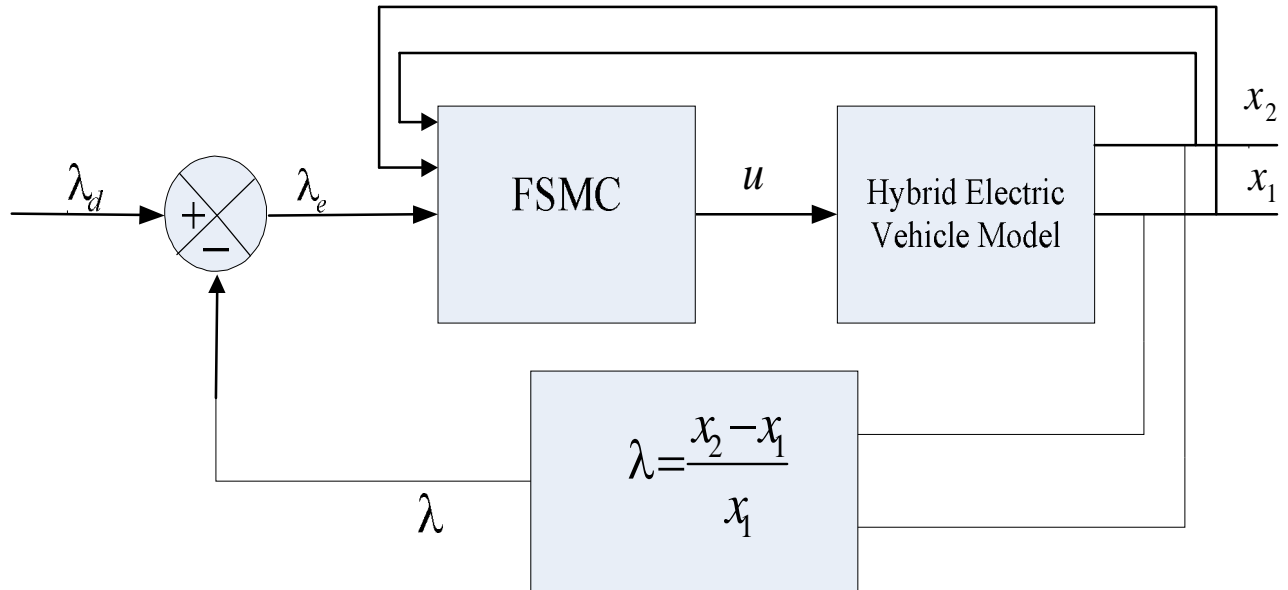 x₂
λd
+
−
λe
FSMC
u
Hybrid Electric
Vehicle Model
x₁
λ=(x₂−x₁)/x₁
λ